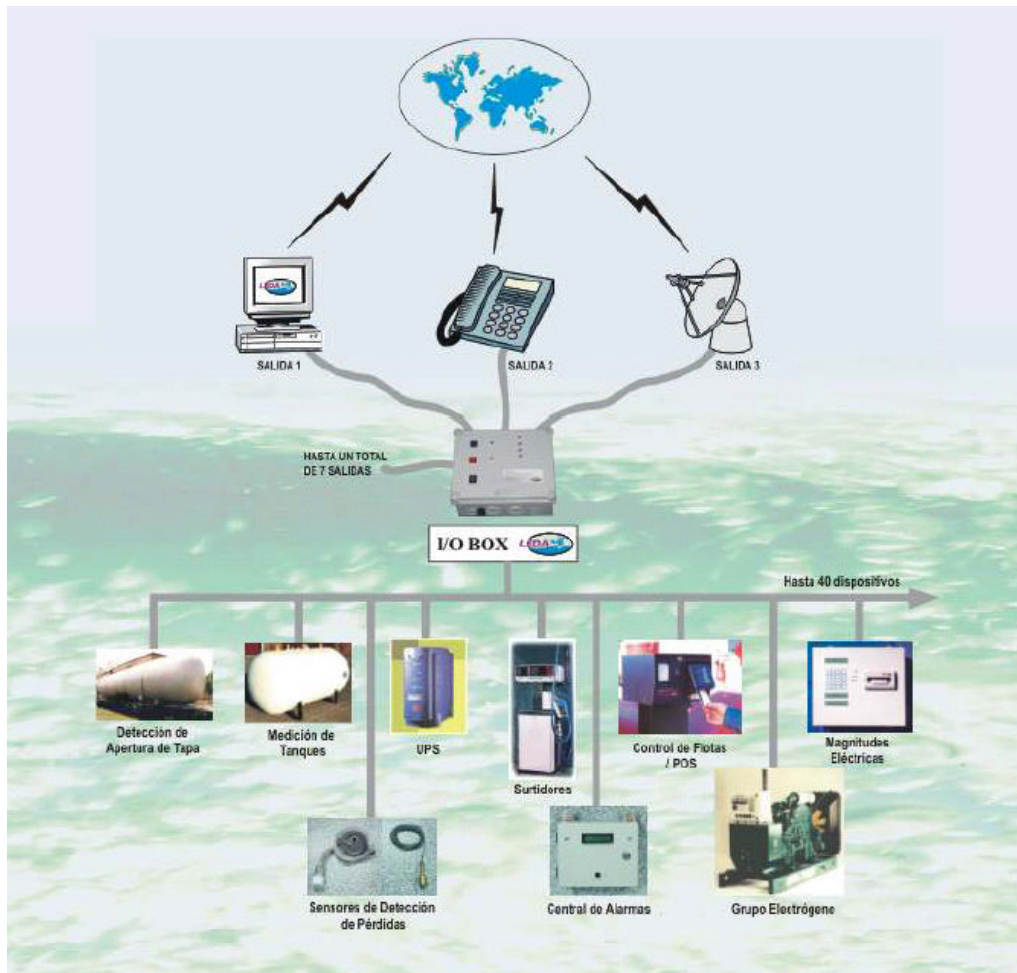 LIDA
SALIDA 1
SALIDA 2
SALIDA 3
HASTA UN TOTAL
DE 7 SALIDAS
I/O BOX LIDA
Hasta 40 dispositivos
Detección de
Apertura de Tapa
Medición de
Tanques
UPS
Surtidores
Control de Flotas
/ POS
Magnitudes
Eléctricas
Sensores de Detección
de Pérdidas
Central de Alarmas
Grupo Electrógeno